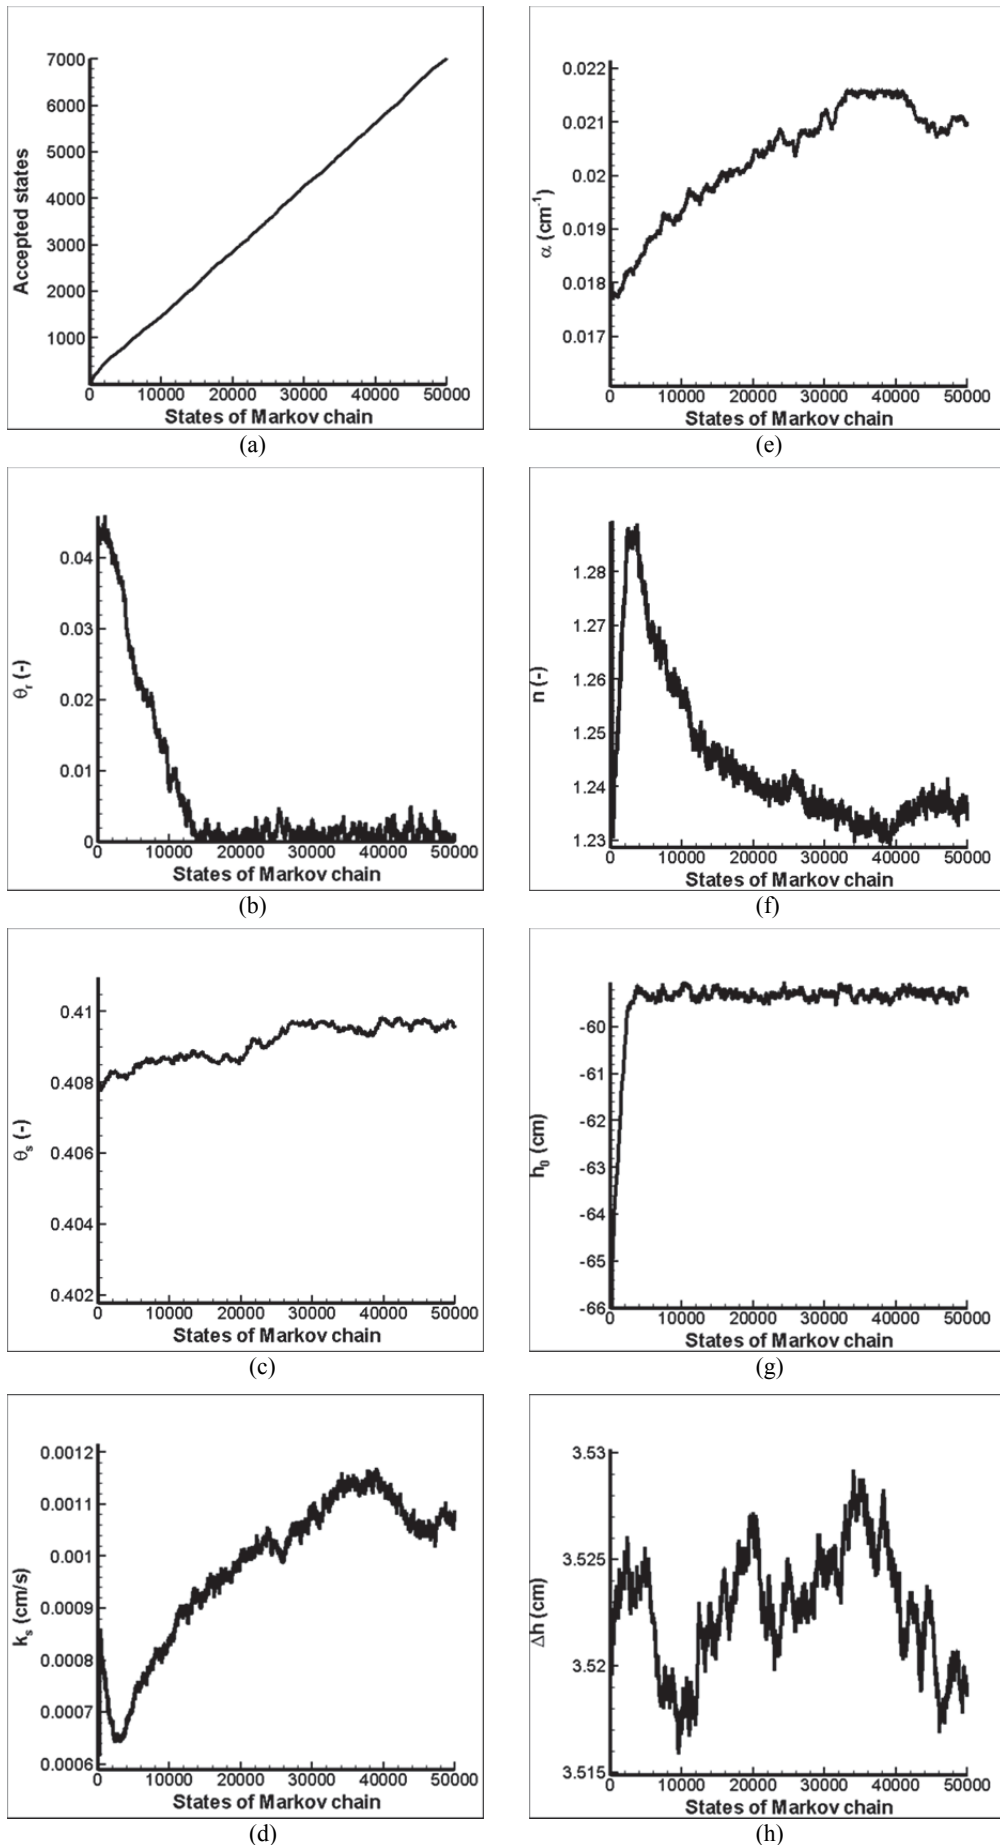 7000
6000
5000
4000
3000
2000
1000
Accepted states
0 10000 20000 30000 40000 50000
States of Markov chain
(a)
0.022
0.021
0.02
0.019
0.018
0.017
α (cm⁻¹)
0 10000 20000 30000 40000 50000
States of Markov chain
(e)
0.04
0.03
0.02
0.01
0
θr (-)
0 10000 20000 30000 40000 50000
States of Markov chain
(b)
1.28
1.27
1.26
1.25
1.24
1.23
n (-)
0 10000 20000 30000 40000 50000
States of Markov chain
(f)
0.41
0.408
0.406
0.404
0.402
θs (-)
0 10000 20000 30000 40000 50000
States of Markov chain
(c)
-60
-61
-62
-63
-64
-65
-66
h0 (cm)
0 10000 20000 30000 40000 50000
States of Markov chain
(g)
0.0012
0.0011
0.001
0.0009
0.0008
0.0007
0.0006
ks (cm/s)
0 10000 20000 30000 40000 50000
States of Markov chain
(d)
3.53
3.525
3.52
3.515
Δh (cm)
0 10000 20000 30000 40000 50000
States of Markov chain
(h)